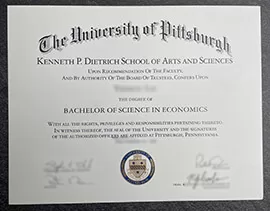 The University of Pittsburgh
KENNETH P. DIETRICH SCHOOL OF ARTS AND SCIENCES
UPON RECOMMENDATION OF THE FACULTY,
AND BY AUTHORITY OF THE BOARD OF TRUSTEES, CONFERS UPON
THE DEGREE OF
BACHELOR OF SCIENCE IN ECONOMICS
WITH ALL THE RIGHTS, PRIVILEGES AND RESPONSIBILITIES PERTAINING THERETO.
IN WITNESS THEREOF, THE SEAL OF THE UNIVERSITY AND THE SIGNATURES
OF THE AUTHORIZED OFFICERS ARE AFFIXED AT PITTSBURGH, PENNSYLVANIA.